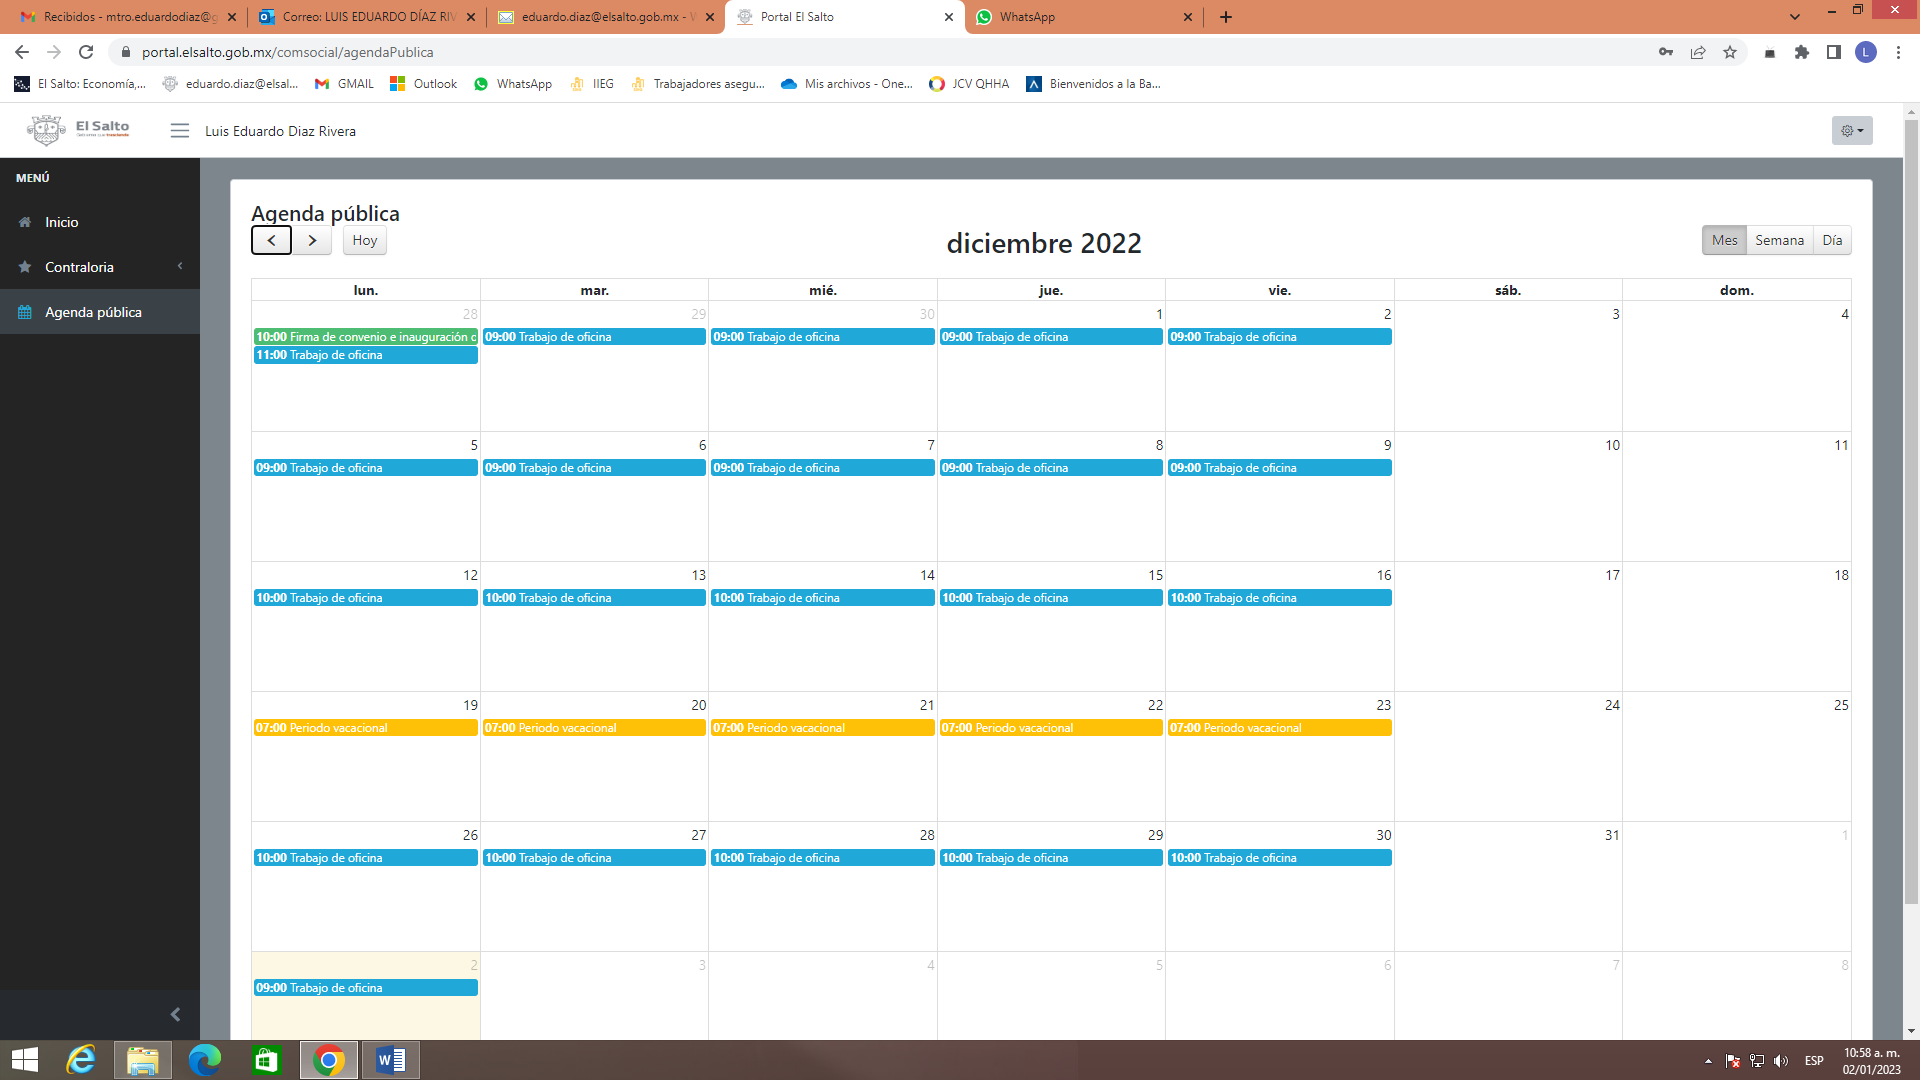 Recibidos - mtro.eduardodiaz@g
Correo: LUIS EDUARDO DÍAZ RIV
eduardo.diaz@elsalto.gob.mx - W
Portal El Salto
WhatsApp
portal.elsalto.gob.mx/comsocial/agendaPublica
L
El Salto: Economía,...
eduardo.diaz@elsal...
GMAIL
Outlook
WhatsApp
IIEG
Trabajadores asegu...
Mis archivos - One...
JCV QHHA
Bienvenidos a la Ba...
El Salto
Luis Eduardo Diaz Rivera
MENÚ
Inicio
Contraloria
Agenda pública
Agenda pública
Hoy
diciembre 2022
Mes Semana Día
lun. mar. mié. jue. vie. sáb. dom.
28 29 30 1 2 3 4
10:00 Firma de convenio e inauguración c
09:00 Trabajo de oficina
09:00 Trabajo de oficina
09:00 Trabajo de oficina
09:00 Trabajo de oficina
11:00 Trabajo de oficina
5 6 7 8 9 10 11
09:00 Trabajo de oficina
09:00 Trabajo de oficina
09:00 Trabajo de oficina
09:00 Trabajo de oficina
09:00 Trabajo de oficina
12 13 14 15 16 17 18
10:00 Trabajo de oficina
10:00 Trabajo de oficina
10:00 Trabajo de oficina
10:00 Trabajo de oficina
10:00 Trabajo de oficina
19 20 21 22 23 24 25
07:00 Periodo vacacional
07:00 Periodo vacacional
07:00 Periodo vacacional
07:00 Periodo vacacional
07:00 Periodo vacacional
26 27 28 29 30 31 1
10:00 Trabajo de oficina
10:00 Trabajo de oficina
10:00 Trabajo de oficina
10:00 Trabajo de oficina
10:00 Trabajo de oficina
2 3 4 5 6 7 8
09:00 Trabajo de oficina
ESP
10:58 a. m.
02/01/2023